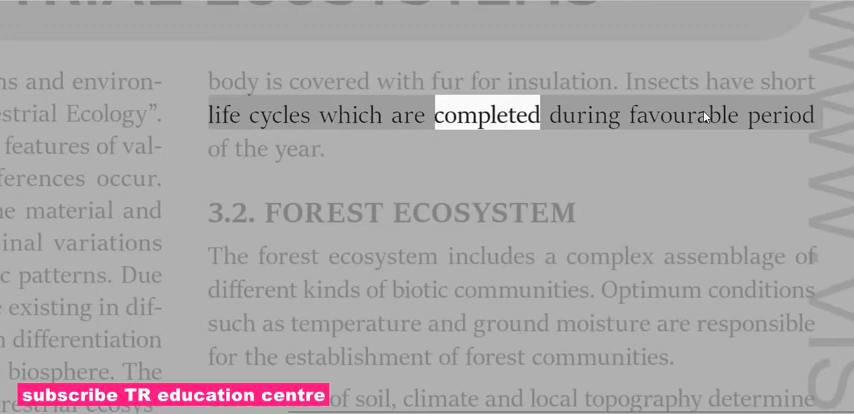 ns and environ-
estrial Ecology”.
features of val-
ferences occur.
ne material and
inal variations
c patterns. Due
existing in dif-
n differentiation
biosphere. The
body is covered with fur for insulation. Insects have short
life cycles which are completed during favourable period
of the year.
3.2. FOREST ECOSYSTEM
The forest ecosystem includes a complex assemblage of
different kinds of biotic communities. Optimum conditions
such as temperature and ground moisture are responsible
for the establishment of forest communities.
of soil, climate and local topography determine
subscribe TR education centre